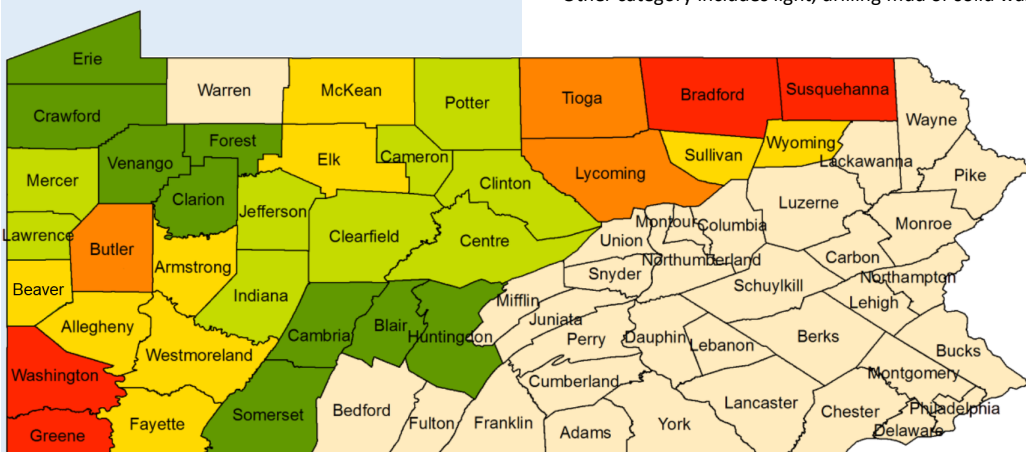 Other category includes light, drilling mud or solid
Erie
Warren
McKean
Potter
Tioga
Bradford
Susquehanna
Wayne
Crawford
Forest
Venango
Elk
Cameron
Sullivan
Wyoming
Lackawanna
Pike
Mercer
Clarion
Clinton
Lycoming
Luzerne
Jefferson
Monroe
Lawrence
Butler
Clearfield
Centre
Union
Montour
Columbia
Armstrong
Snyder
Northumberland
Carbon
Northampton
Beaver
Indiana
Mifflin
Schuylkill
Lehigh
Allegheny
Cambria
Blair
Huntingdon
Juniata
Perry
Dauphin
Lebanon
Berks
Bucks
Westmoreland
Washington
Cumberland
Montgomery
Greene
Fayette
Somerset
Bedford
Fulton
Franklin
Adams
York
Lancaster
Chester
Philadelphia
Delaware